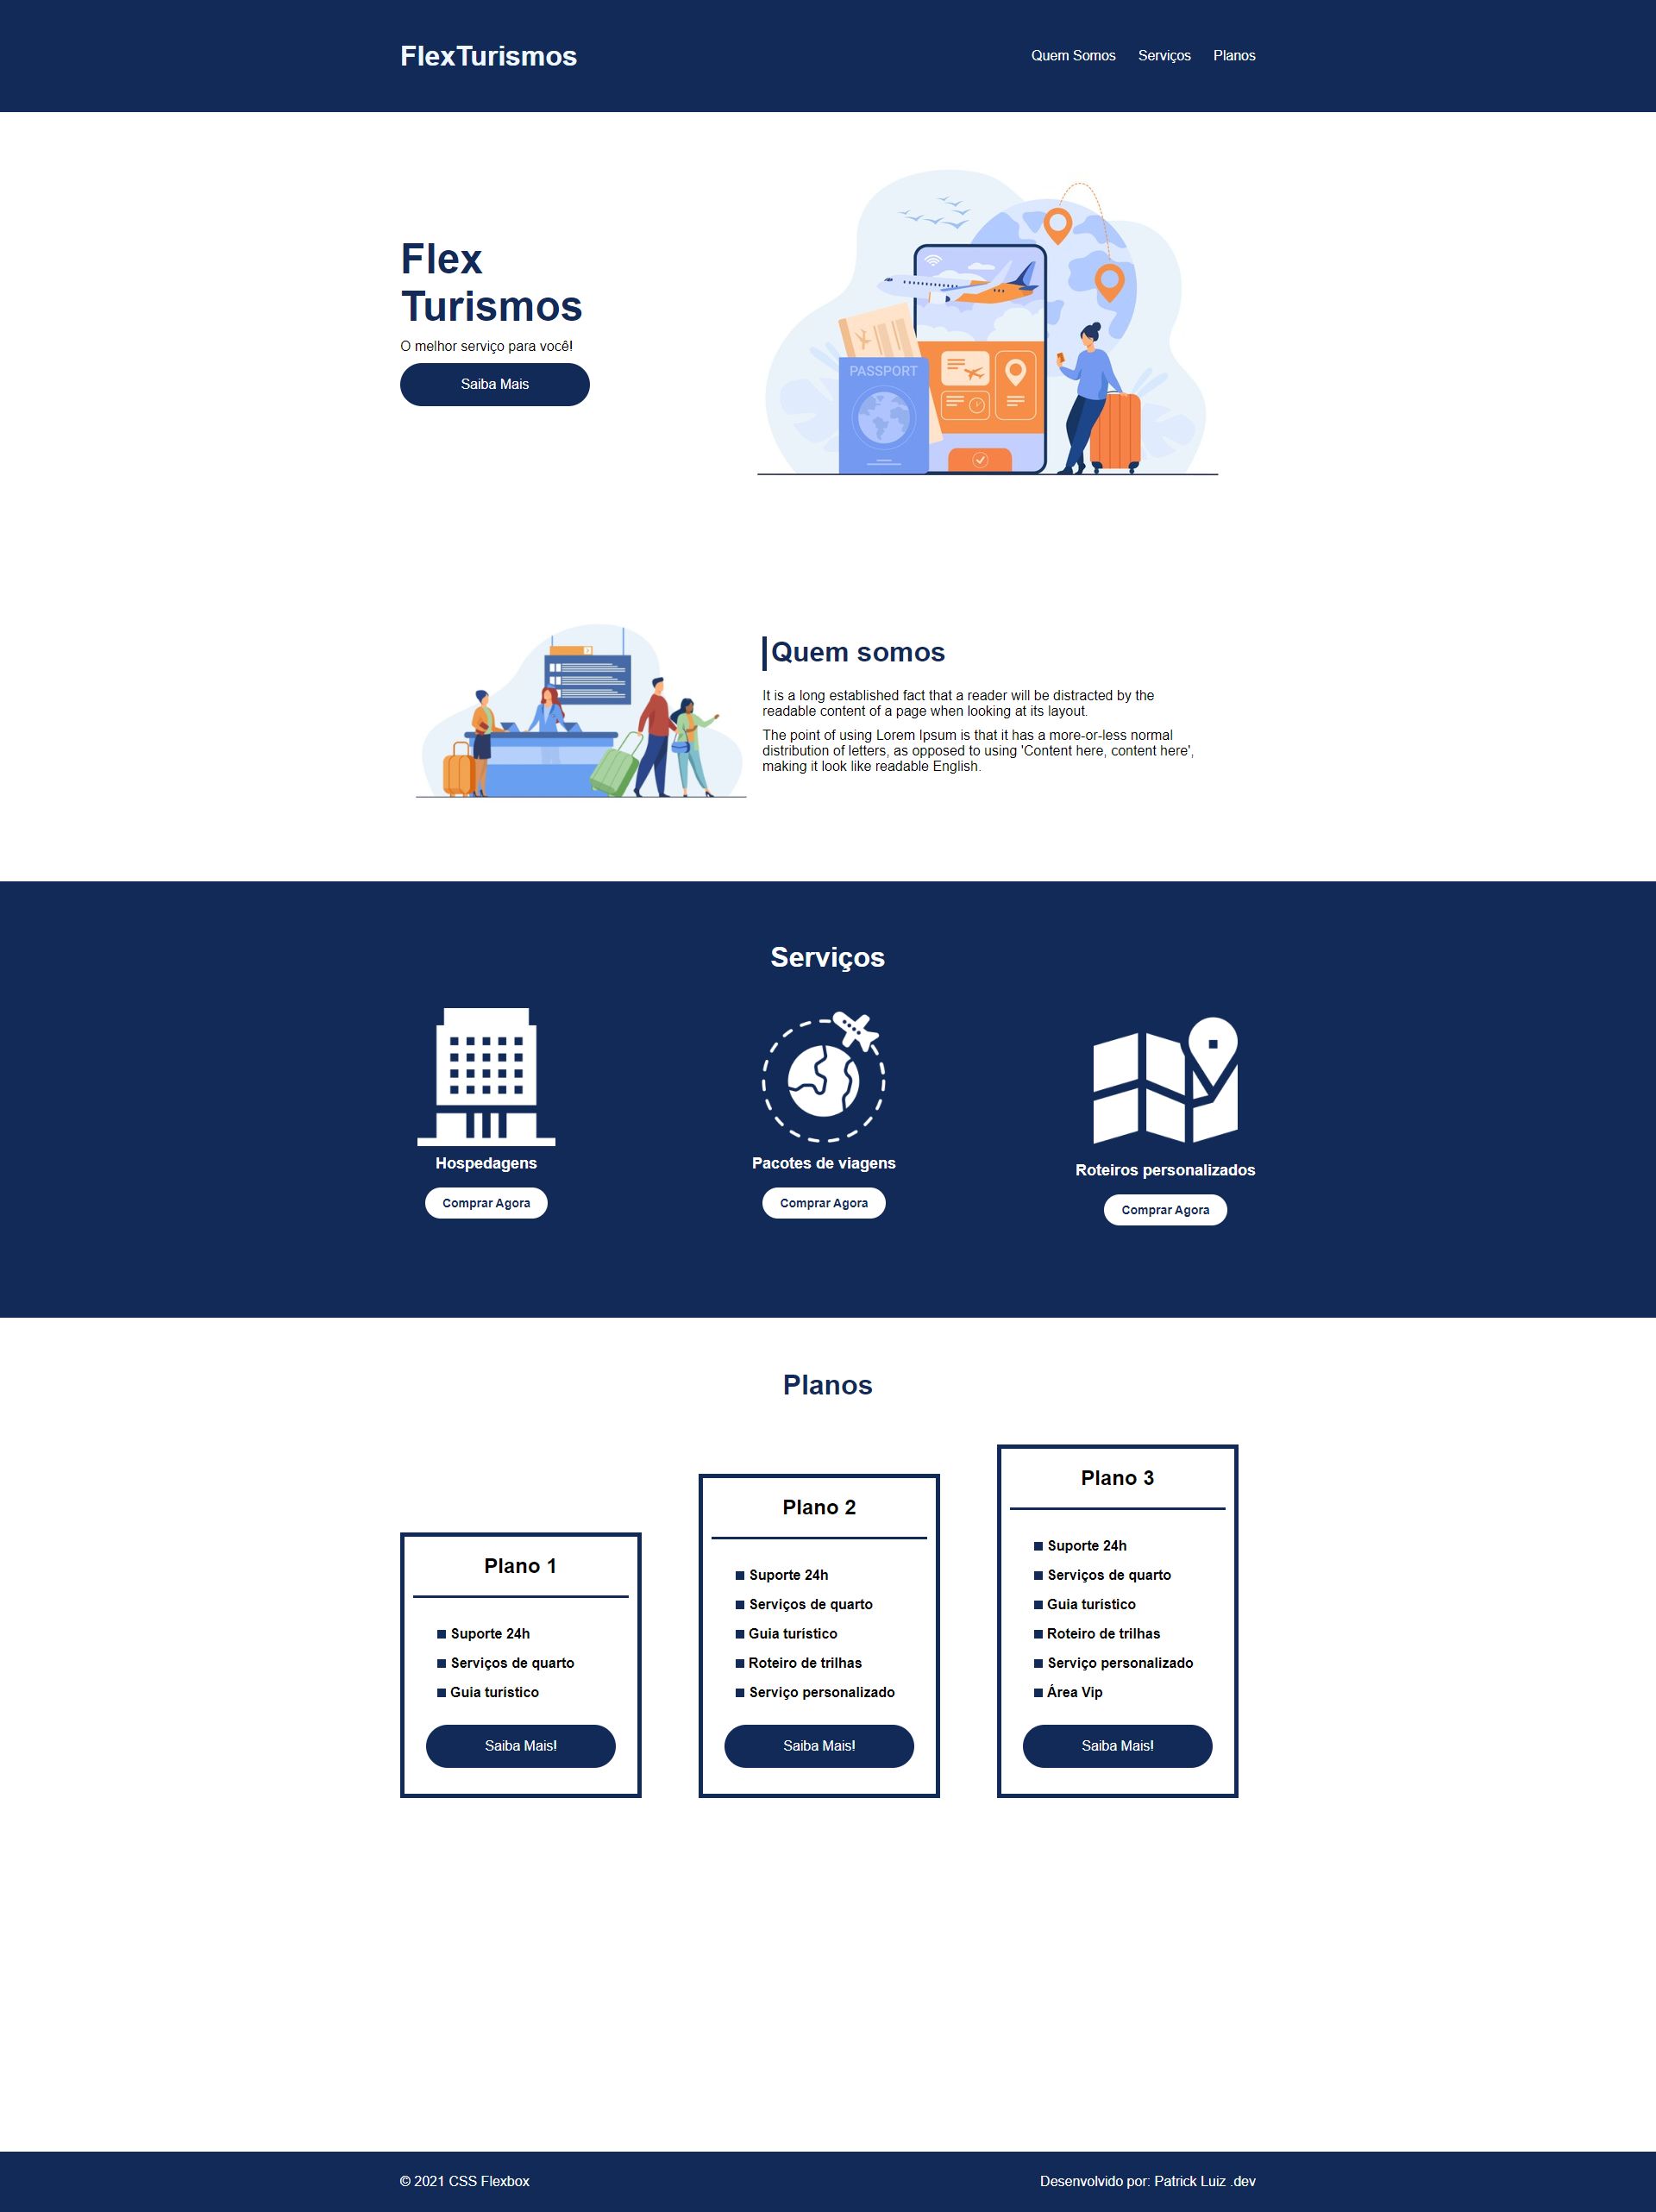 FlexTurismos
Quem Somos Serviços Planos
Flex
Turismos
O melhor serviço para você!
Saiba Mais
PASSPORT
Quem somos
It is a long established fact that a reader will be distracted by the
readable content of a page when looking at its layout.
The point of using Lorem Ipsum is that it has a more-or-less normal
distribution of letters, as opposed to using 'Content here, content here',
making it look like readable English.
Serviços
Hospedagens
Comprar Agora
Pacotes de viagens
Comprar Agora
Roteiros personalizados
Comprar Agora
Planos
Plano 1
Suporte 24h
Serviços de quarto
Guia turistico
Saiba Mais!
Plano 2
Suporte 24h
Serviços de quarto
Guia turistico
Roteiro de trilhas
Serviço personalizado
Saiba Mais!
Plano 3
Suporte 24h
Serviços de quarto
Guia turistico
Roteiro de trilhas
Serviço personalizado
Área Vip
Saiba Mais!
© 2021 CSS Flexbox
Desenvolvido por: Patrick Luiz .dev